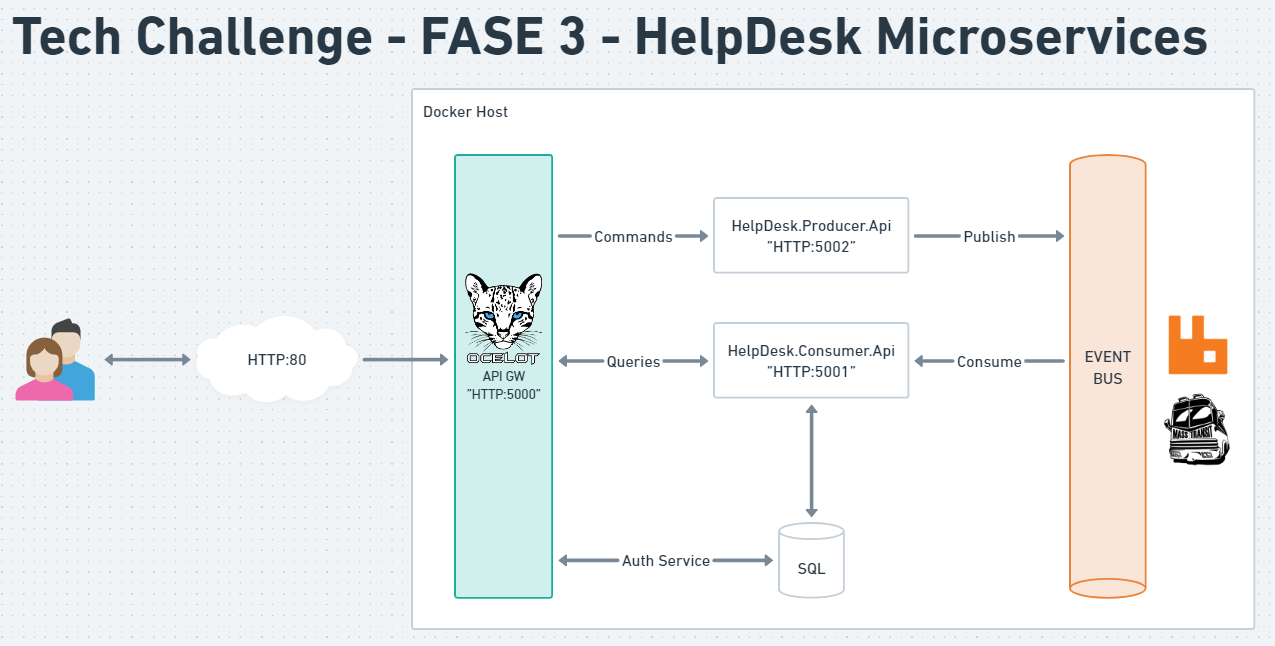 Tech Challenge - FASE 3 - HelpDesk Microservices
Docker Host
HTTP:80
OCELOT
API GW
"HTTP:5000"
Commands
HelpDesk.Producer.Api
"HTTP:5002"
Publish
Queries
HelpDesk.Consumer.Api
"HTTP:5001"
Consume
EVENT
BUS
MASS TRANSIT
Auth Service
SQL